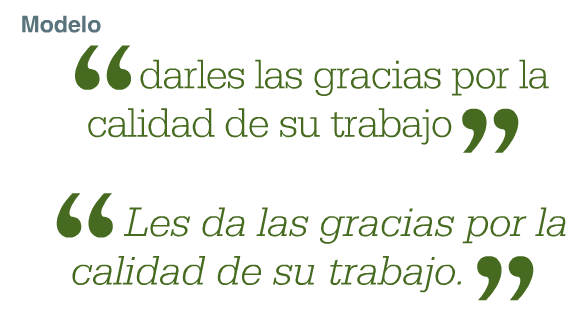 Modelo
“ darles las gracias por la
calidad de su trabajo ”
“ Les da las gracias por la
calidad de su trabajo. ”